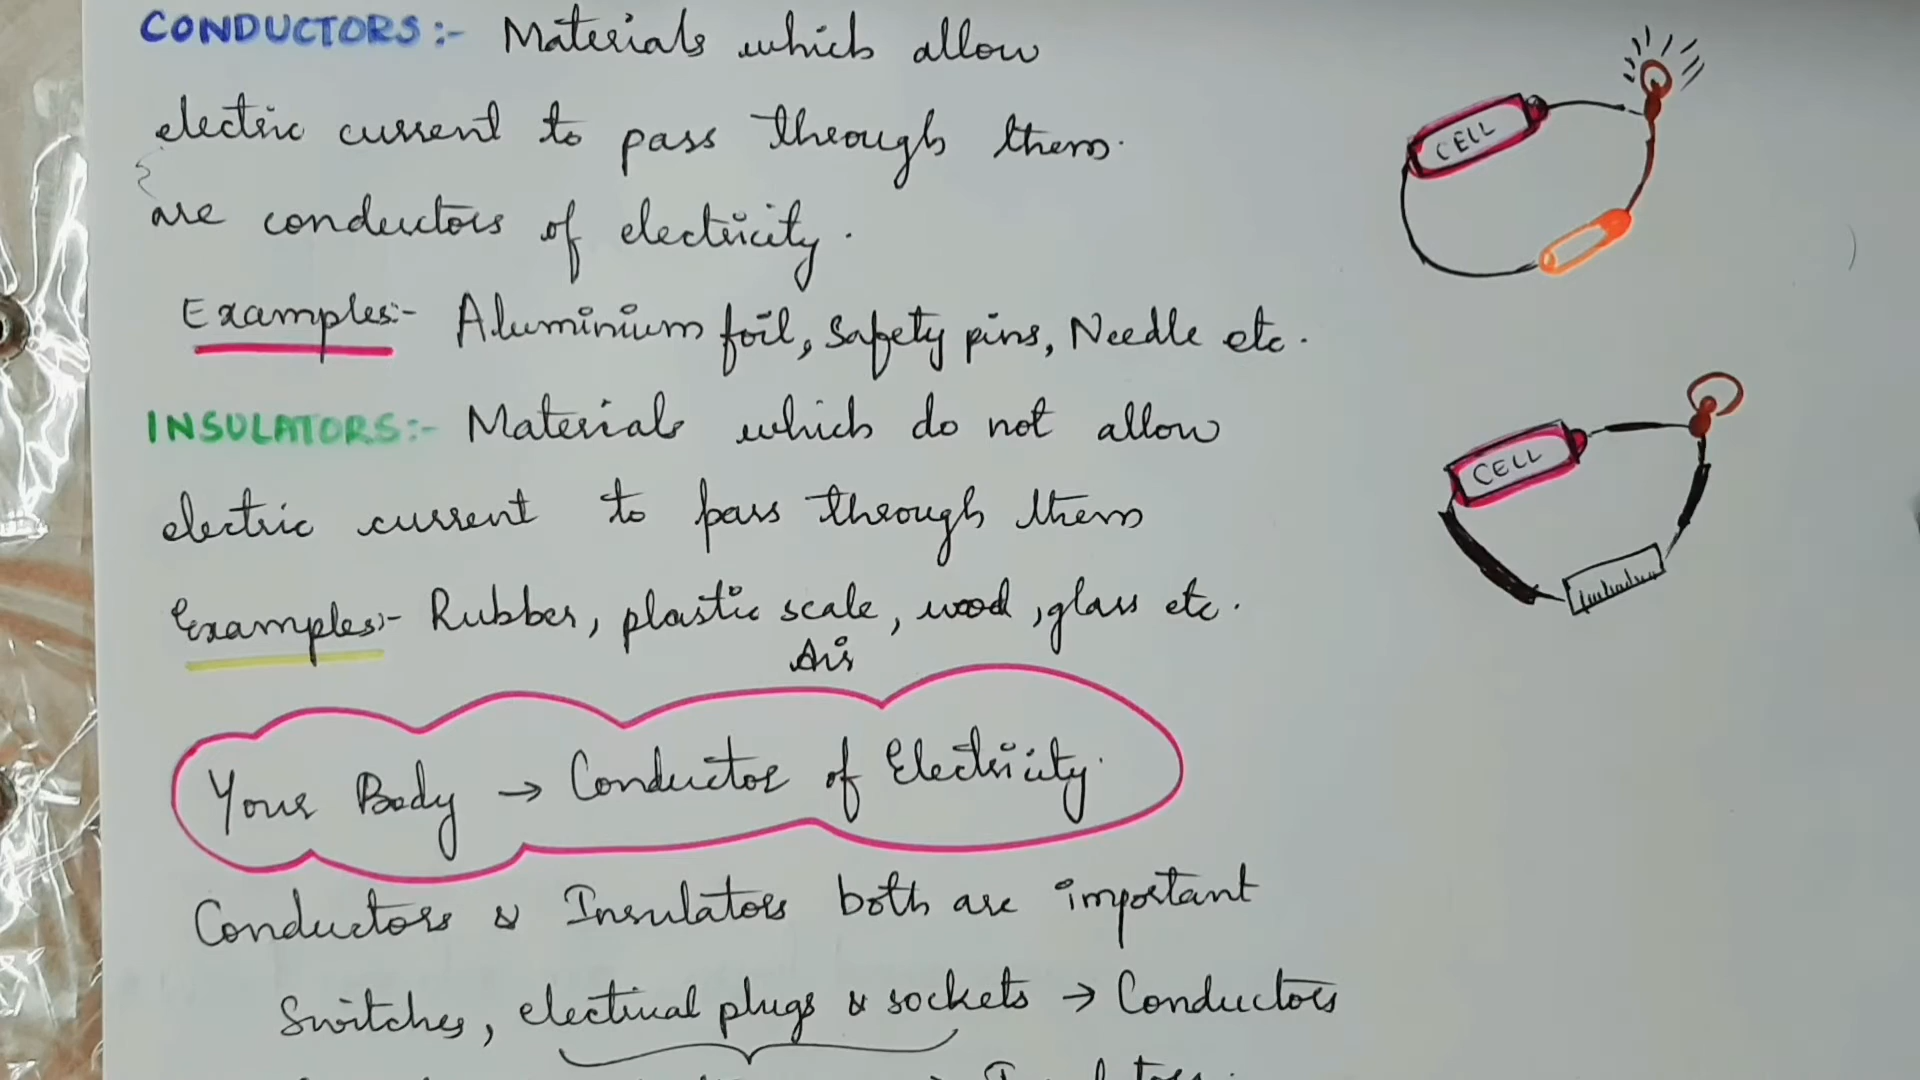 CONDUCTORS:- Materials which allow
electric current to pass through them.
are conductors of electricity.
Examples:- Aluminium foil, Safety pins, Needle etc.
INSULATORS:- Materials which do not allow
electric current to pass through them
Examples:- Rubber, plastic scale, wood, glass etc.
Air
Your Body → Conductor of Electricity.
Conductors & Insulators both are important
Switches, electrical plugs & sockets → Conductors
CELL
CELL